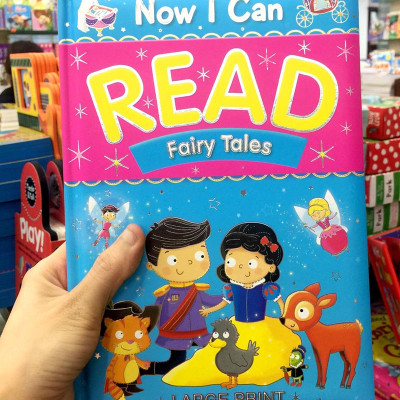 Now I Can
READ
Fairy Tales
LARGE PRINT
Play!